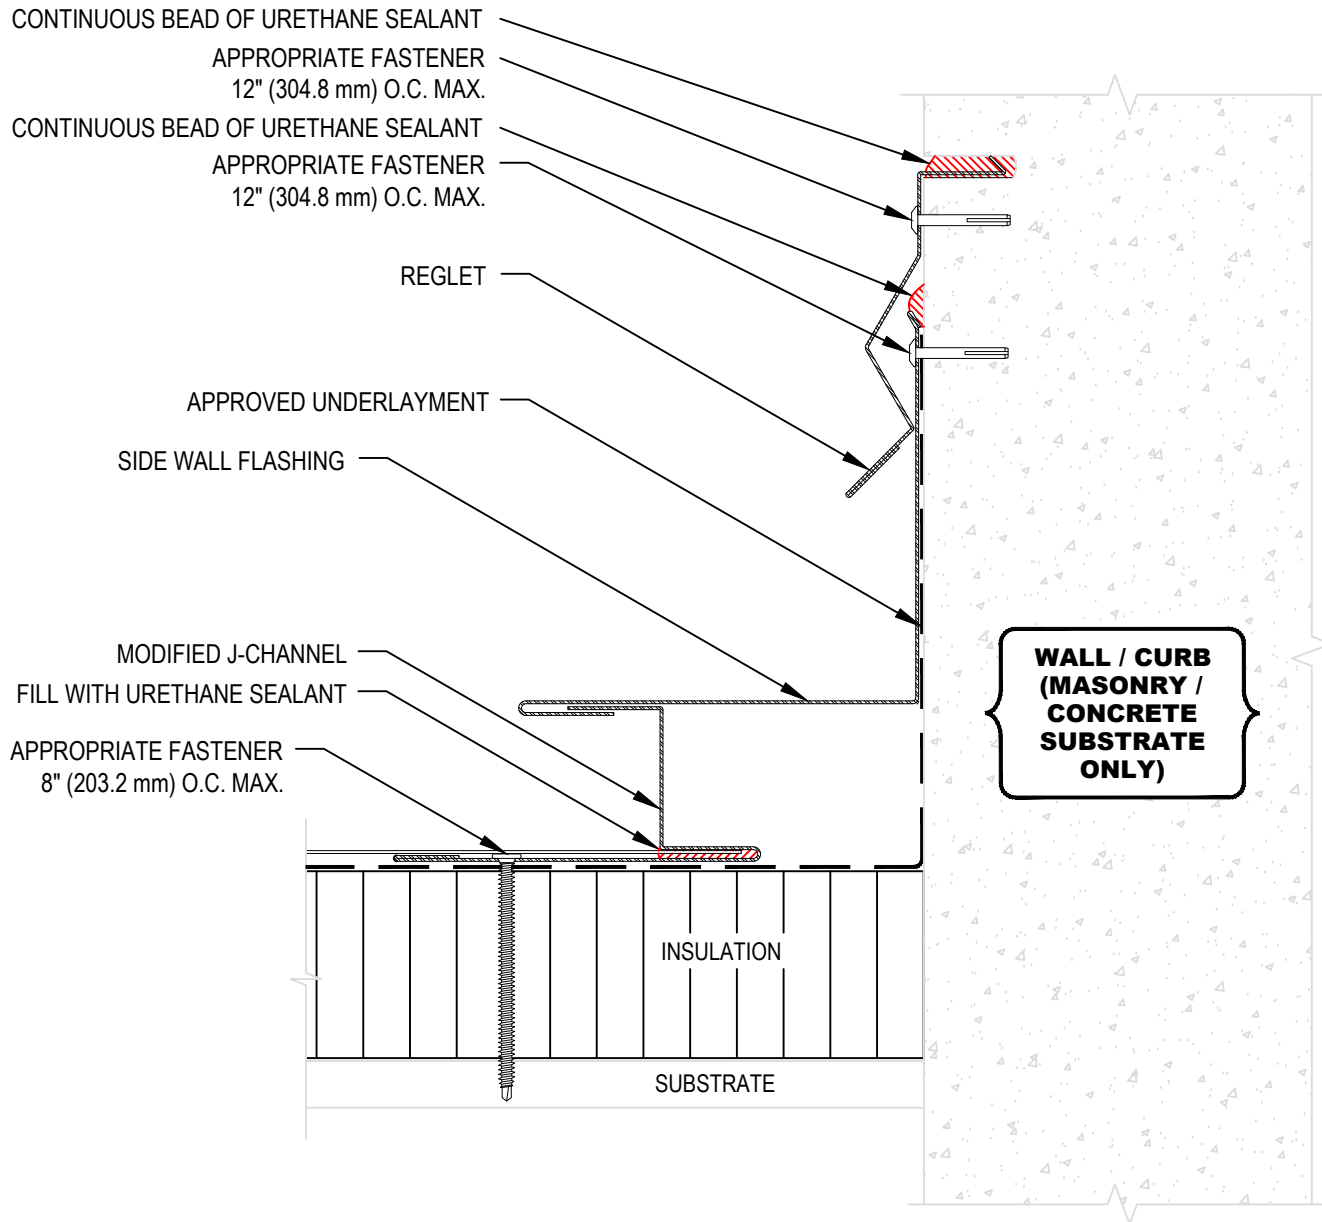 CONTINUOUS BEAD OF URETHANE SEALANT
APPROPRIATE FASTENER
12" (304.8 mm) O.C. MAX.
CONTINUOUS BEAD OF URETHANE SEALANT
APPROPRIATE FASTENER
12" (304.8 mm) O.C. MAX.
REGLET
APPROVED UNDERLAYMENT
SIDE WALL FLASHING
MODIFIED J-CHANNEL
FILL WITH URETHANE SEALANT
APPROPRIATE FASTENER
8" (203.2 mm) O.C. MAX.
WALL / CURB
(MASONRY /
CONCRETE
SUBSTRATE
ONLY)
INSULATION
SUBSTRATE